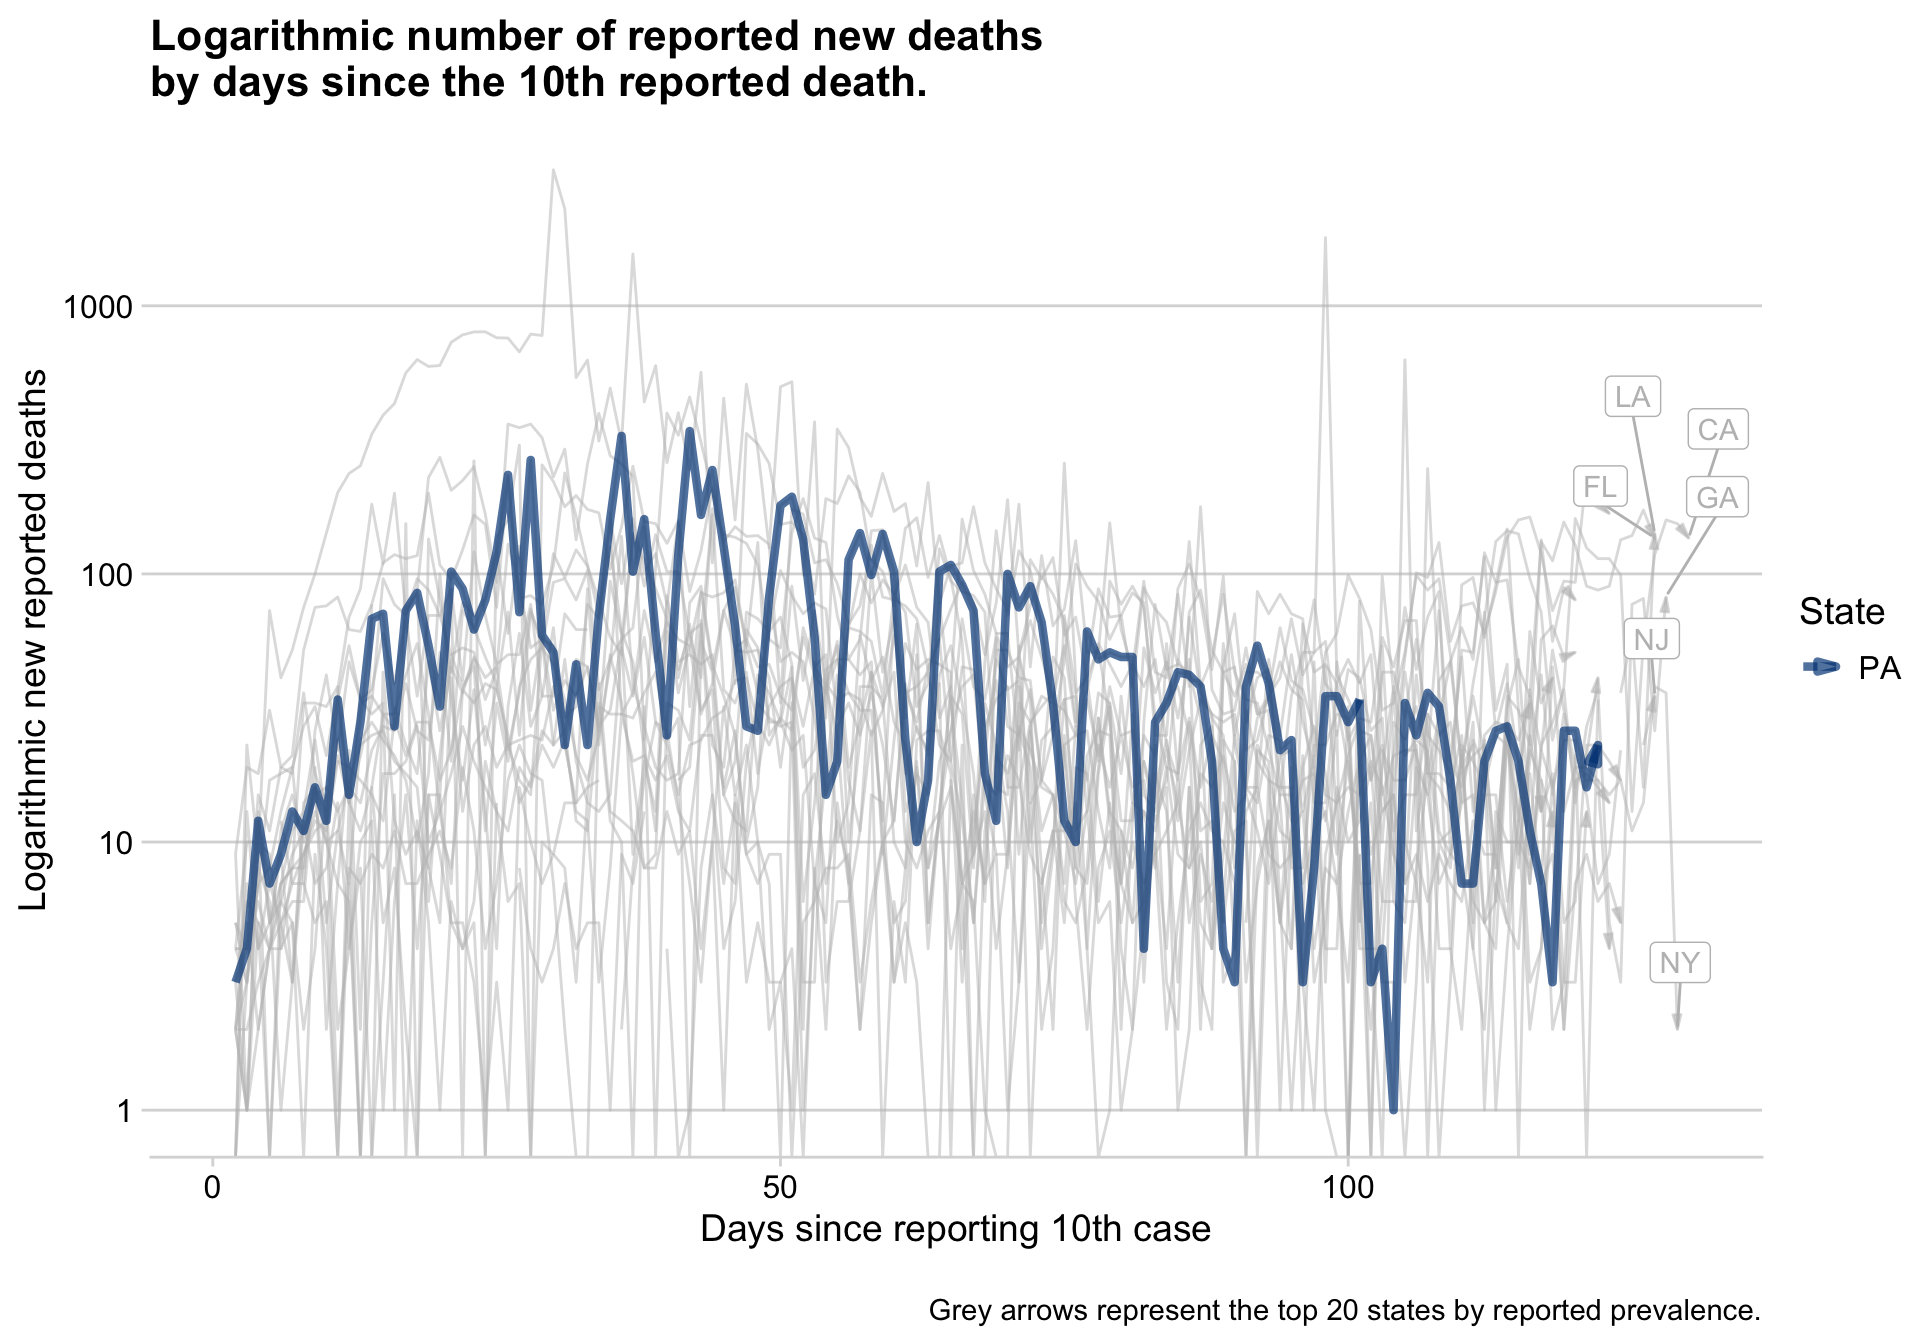 Logarithmic number of reported new deaths
by days since the 10th reported death.
Logarithmic new reported deaths
1000
100
10
1
LA
CA
FL
GA
NJ
NY
State
PA
0
50
100
Days since reporting 10th case
Grey arrows represent the top 20 states by reported prevalence.